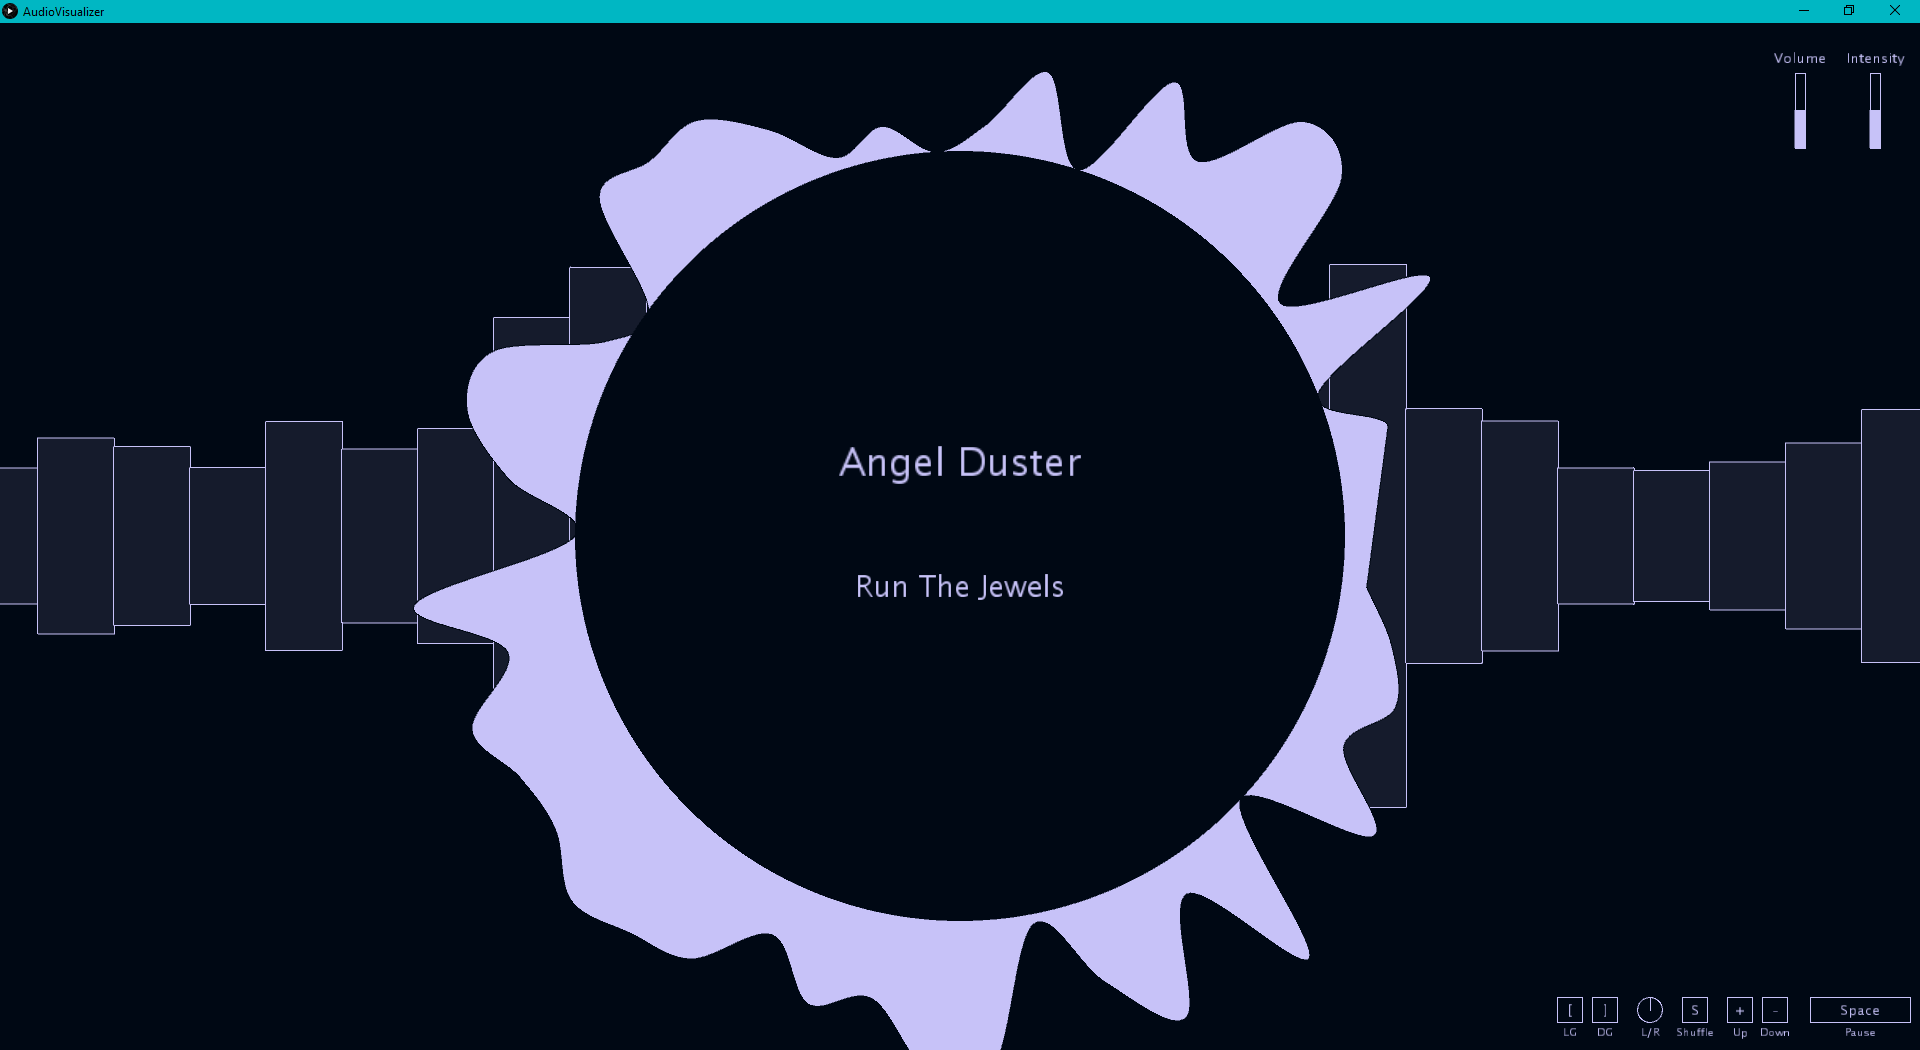 AudioVisualizer
Volume Intensity
Angel Duster
Run The Jewels
[ ] S + - Space
LG DG L/R Shuffle Up Down Pause